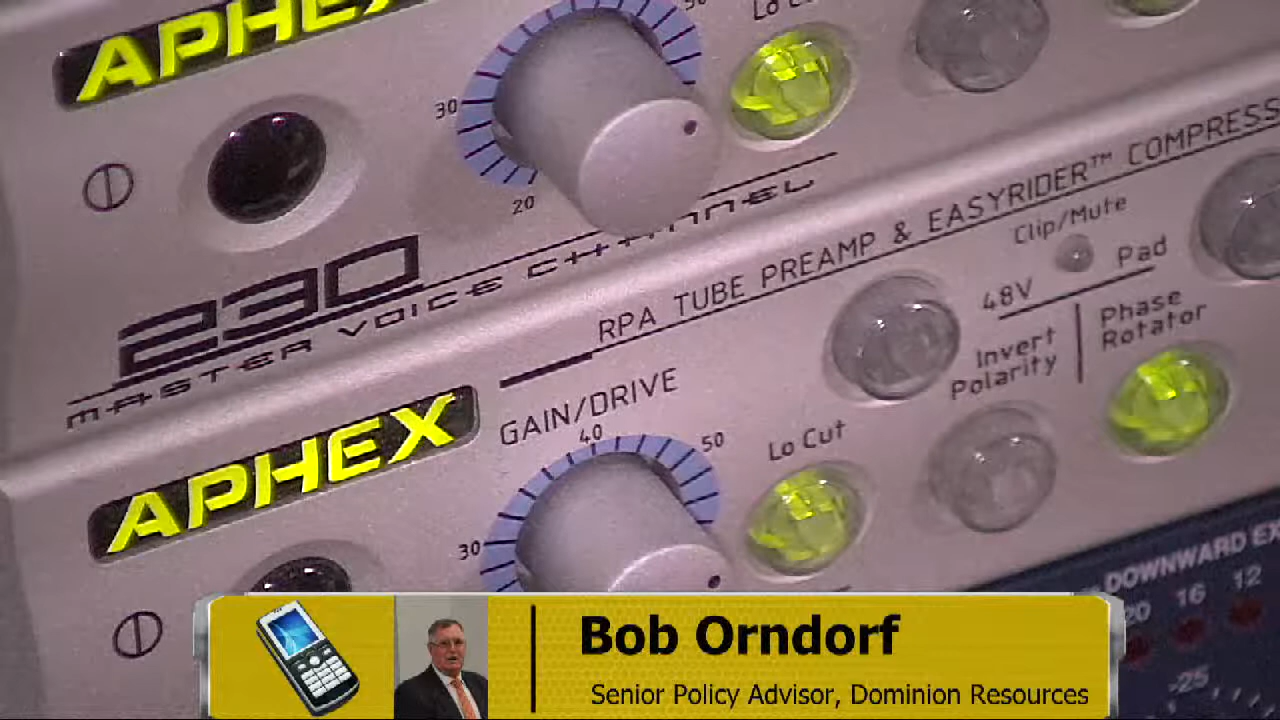 APHEX
30
20
230
MASTER VOICE CHANNEL
RPA TUBE PREAMP & EASYRIDER™ COMPRESS
Clip/Mute
48V
Pad
Invert
Polarity
Phase
Rotator
APHEX
GAIN/DRIVE
40
50
30
Lo Cut
DOWNWARD EX
20 16 12
-25
Bob Orndorf
Senior Policy Advisor, Dominion Resources